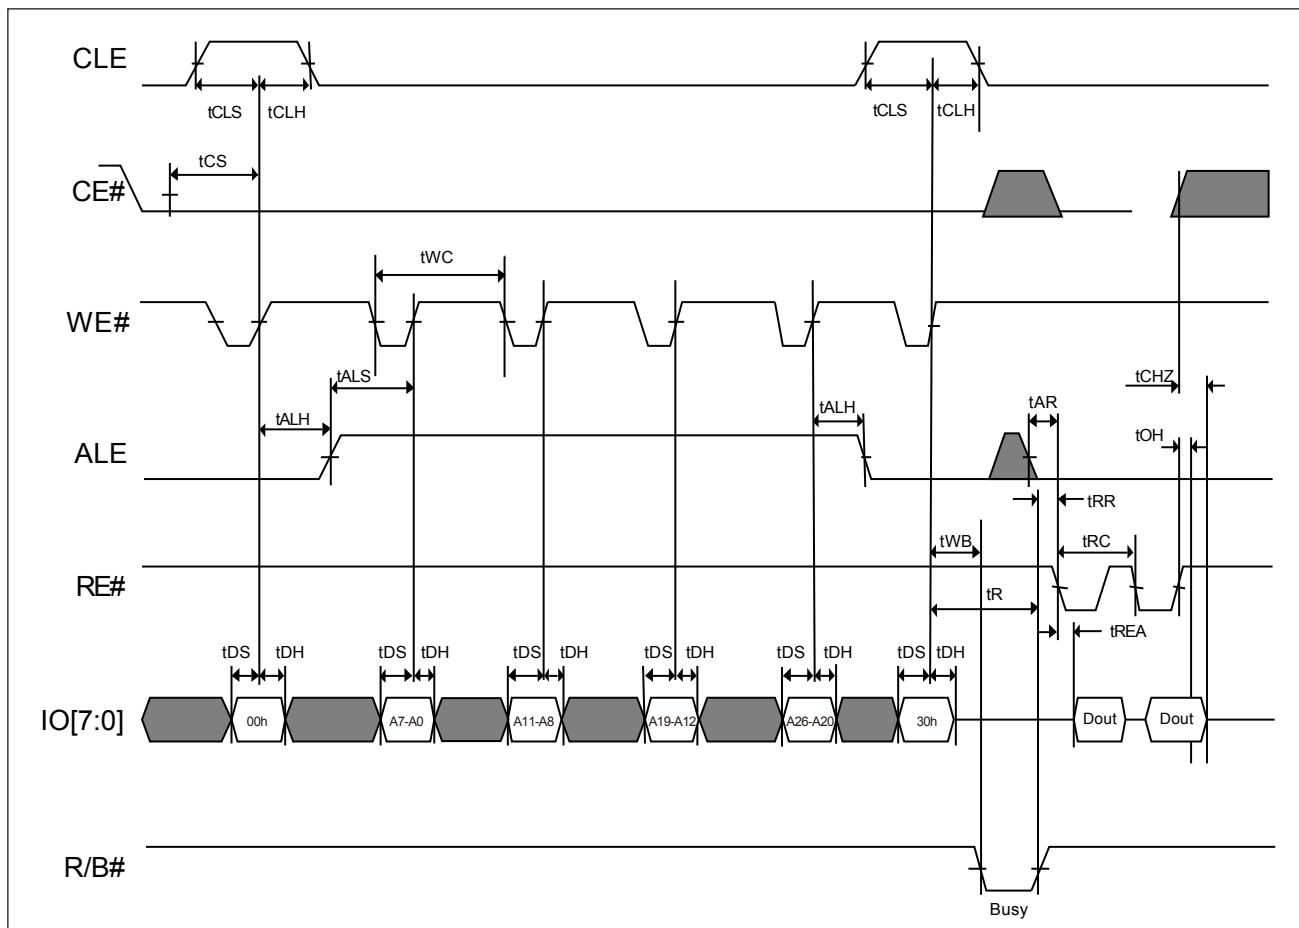 CLE
tCLS tCLH tCLS tCLH
tCS
CE#
tWC
WE#
tALS tCHZ
tALH tALH tAR
ALE tOH
tRR
tWB tRC
RE#
tR
tREA
tDS tDH tDS tDH tDS tDH tDS tDH tDS tDH tDS tDH
IO[7:0] 00h A7-A0 A11-A8 A19-A12 A26-A20 30h Dout Dout
R/B#
Busy